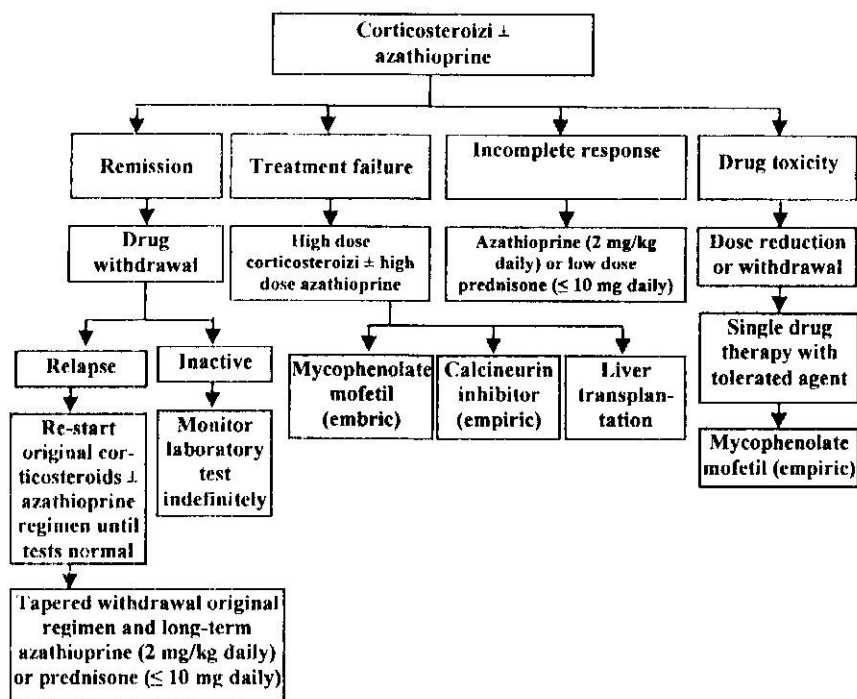 Corticosteroizi ±
azathioprine
Remission
Treatment failure
Incomplete response
Drug toxicity
Drug
withdrawal
High dose
corticosteroizi ± high
dose azathioprine
Azathioprine (2 mg/kg
daily) or low dose
prednisone (≤ 10 mg daily)
Dose reduction
or withdrawal
Relapse
Inactive
Mycophenolate
mofetil
(embric)
Calcineurin
inhibitor
(empiric)
Liver
transplan-
tation
Single drug
therapy with
tolerated agent
Re-start
original cor-
ticosteroids ±
azathioprine
regimen until
tests normal
Monitor
laboratory
test
indefinitely
Mycophenolate
mofetil (empiric)
Tapered withdrawal original
regimen and long-term
azathioprine (2 mg/kg daily)
or prednisone (≤ 10 mg daily)